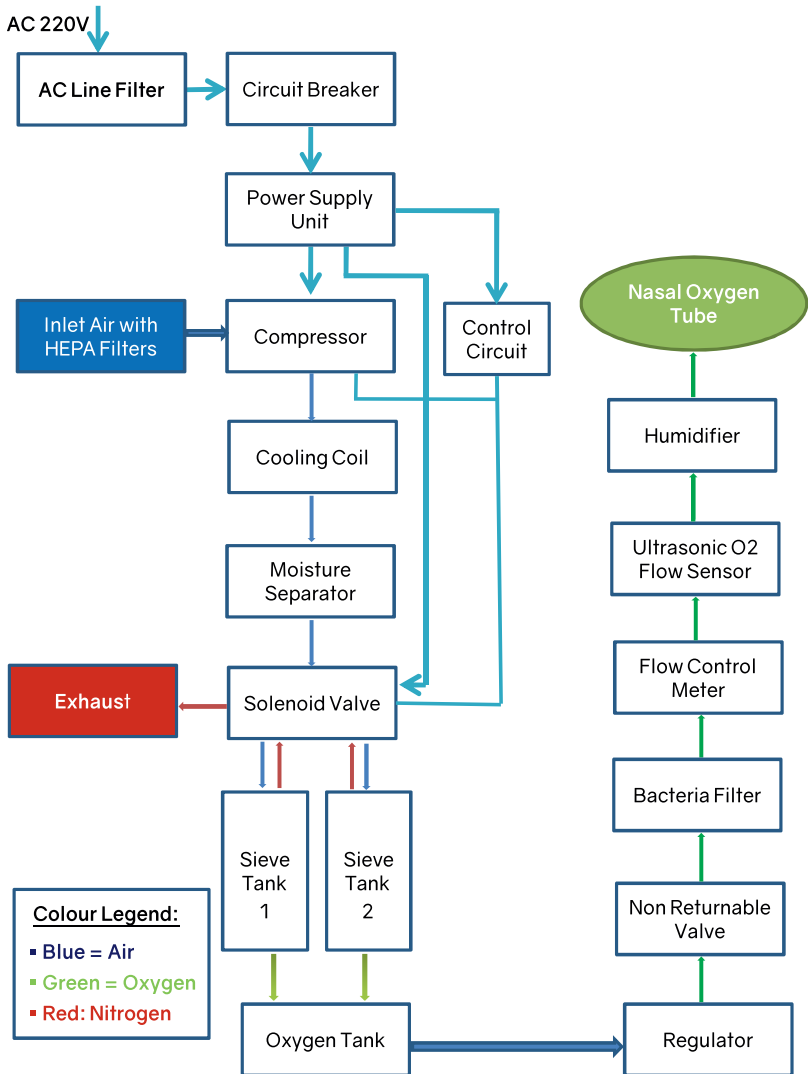 AC 220V
AC Line Filter
Circuit Breaker
Power Supply
Unit
Inlet Air with
HEPA Filters
Compressor
Control
Circuit
Cooling Coil
Moisture
Separator
Exhaust
Solenoid Valve
Sieve
Tank
1
Sieve
Tank
2
Colour Legend:
▪ Blue = Air
▪ Green = Oxygen
▪ Red: Nitrogen
Oxygen Tank
Regulator
Non Returnable
Valve
Bacteria Filter
Flow Control
Meter
Ultrasonic O2
Flow Sensor
Humidifier
Nasal Oxygen
Tube